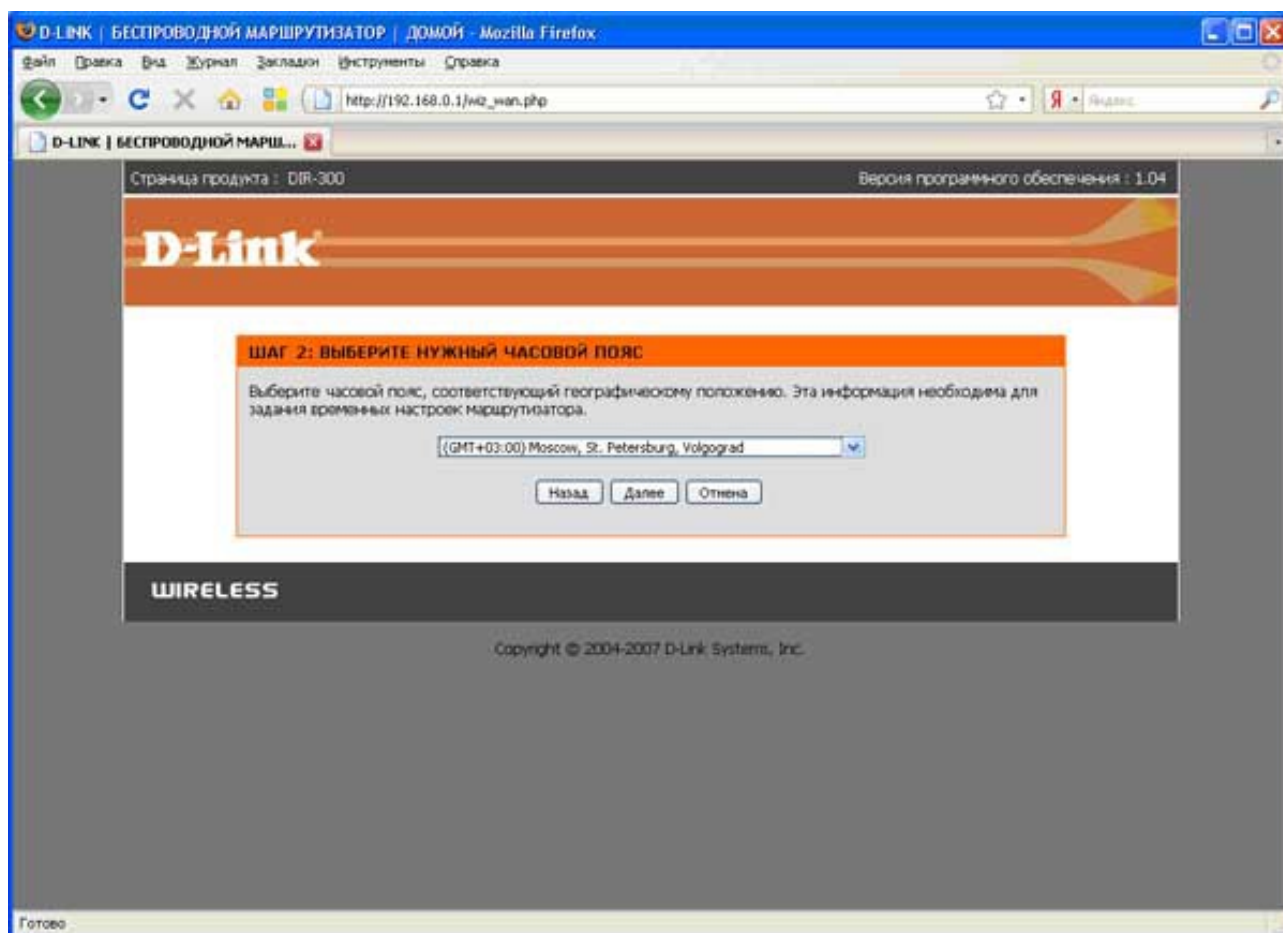 D-LINK | БЕСПРОВОДНОЙ МАРШРУТИЗАТОР | ДОМОЙ - Mozilla Firefox
Файл Правка Вид Журнал Закладки Инструменты Справка
http://192.168.0.1/wiz_wan.php Я Яндекс
D-LINK | БЕСПРОВОДНОЙ МАРШ...
Страница продукта : DIR-300 Версия программного обеспечения : 1.04
D-Link
ШАГ 2: ВЫБЕРИТЕ НУЖНЫЙ ЧАСОВОЙ ПОЯС
Выберите часовой пояс, соответствующий географическому положению. Эта информация необходима для
задания временных настроек маршрутизатора.
(GMT+03:00) Moscow, St. Petersburg, Volgograd
Назад Далее Отмена
WIRELESS
Copyright © 2004-2007 D-Link Systems, Inc.
Готово